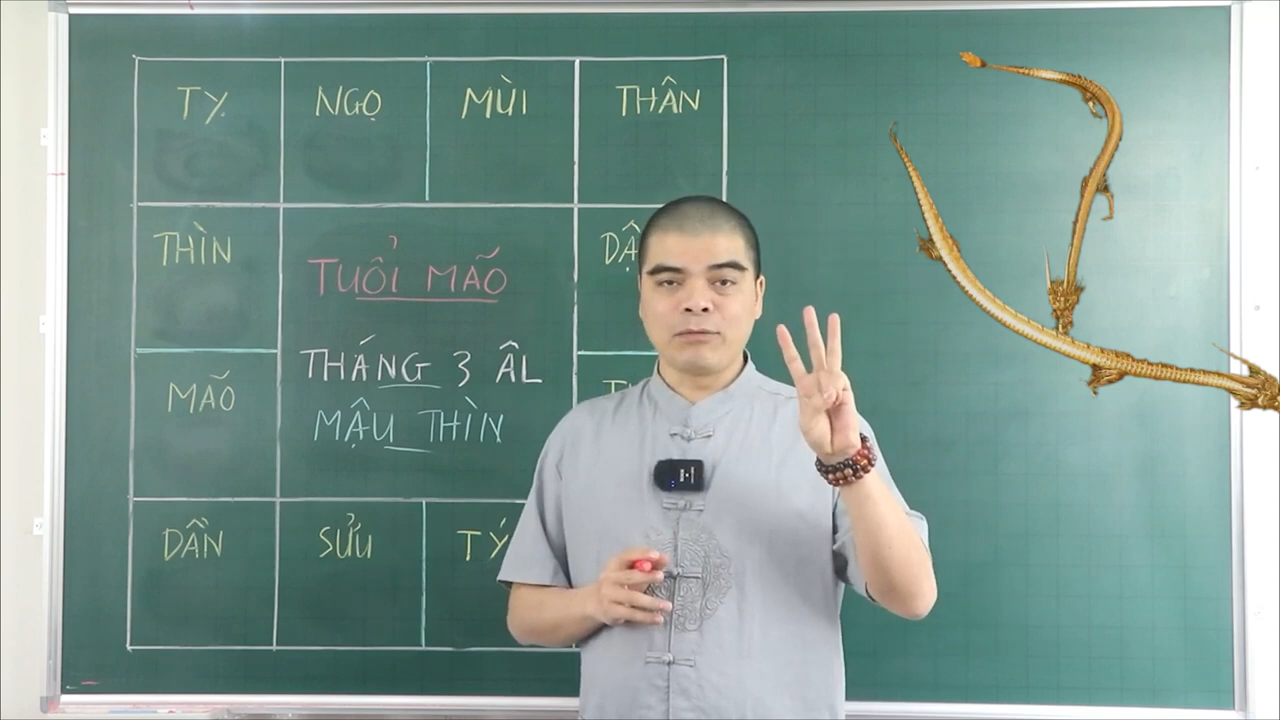 TỴ NGỌ MÙI THÂN
THÌN
TUỔI MÃO
THÁNG 3 ÂL
MÃO
MẬU THÌN
DẦN SỬU TÝ